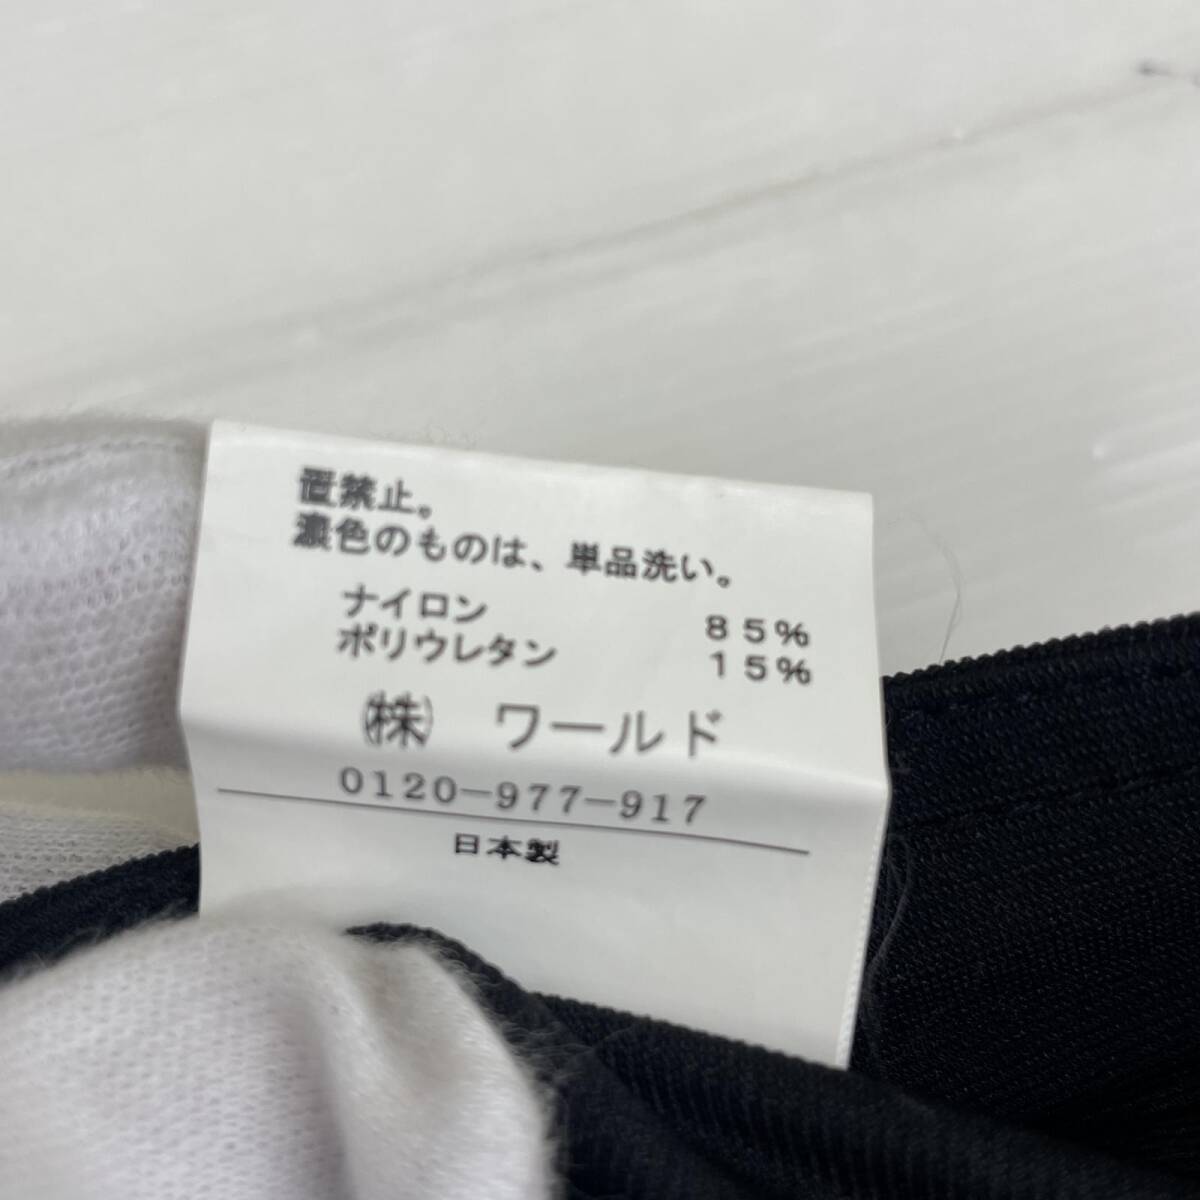 置禁止。
濃色のものは、単品洗い。
ナイロン 85%
ポリウレタン 15%
㈱ ワールド
0120-977-917
日本製